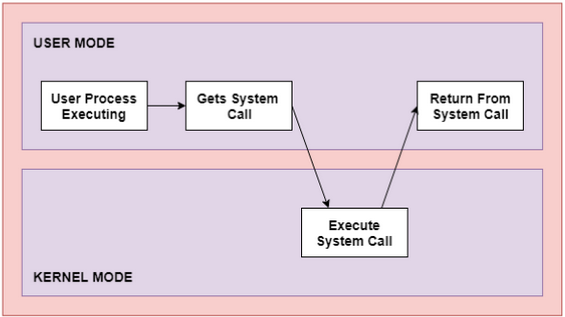 USER MODE
User Process
Executing
Gets System
Call
Return From
System Call
Execute
System Call
KERNEL MODE